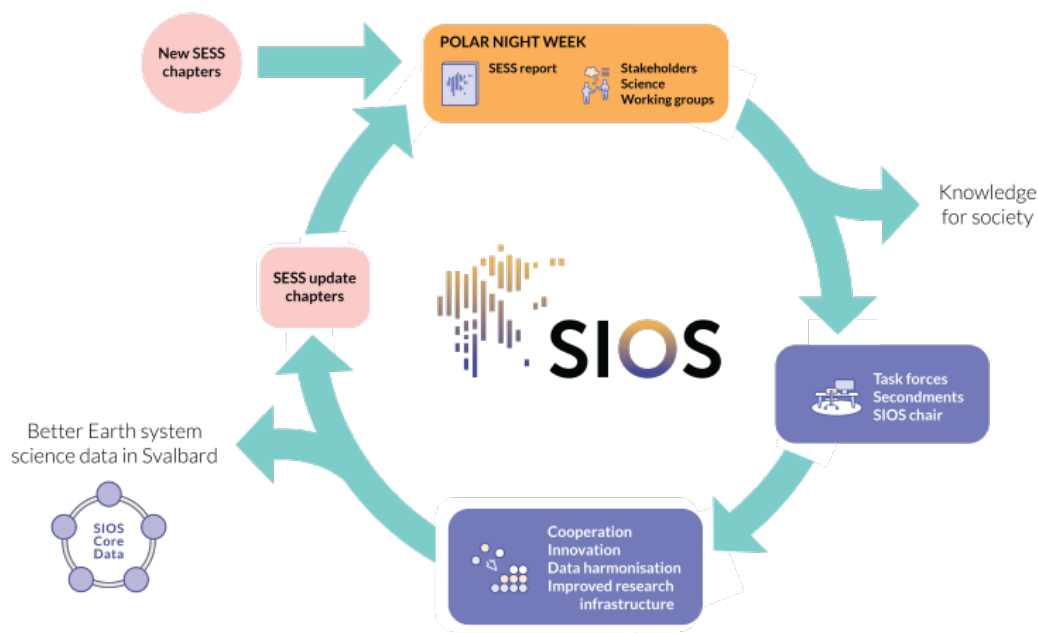 New SESS
chapters
POLAR NIGHT WEEK
SESS report
Stakeholders
Science
Working groups
Knowledge
for society
SESS update
chapters
SIOS
Task forces
Secondments
SIOS chair
Better Earth system
science data in Svalbard
SIOS
Core
Data
Cooperation
Innovation
Data harmonisation
Improved research
infrastructure